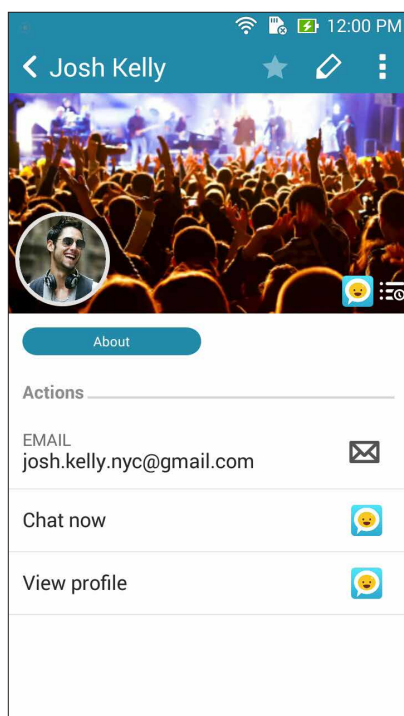 12:00 PM
Josh Kelly
About
Actions
EMAIL
josh.kelly.nyc@gmail.com
Chat now
View profile